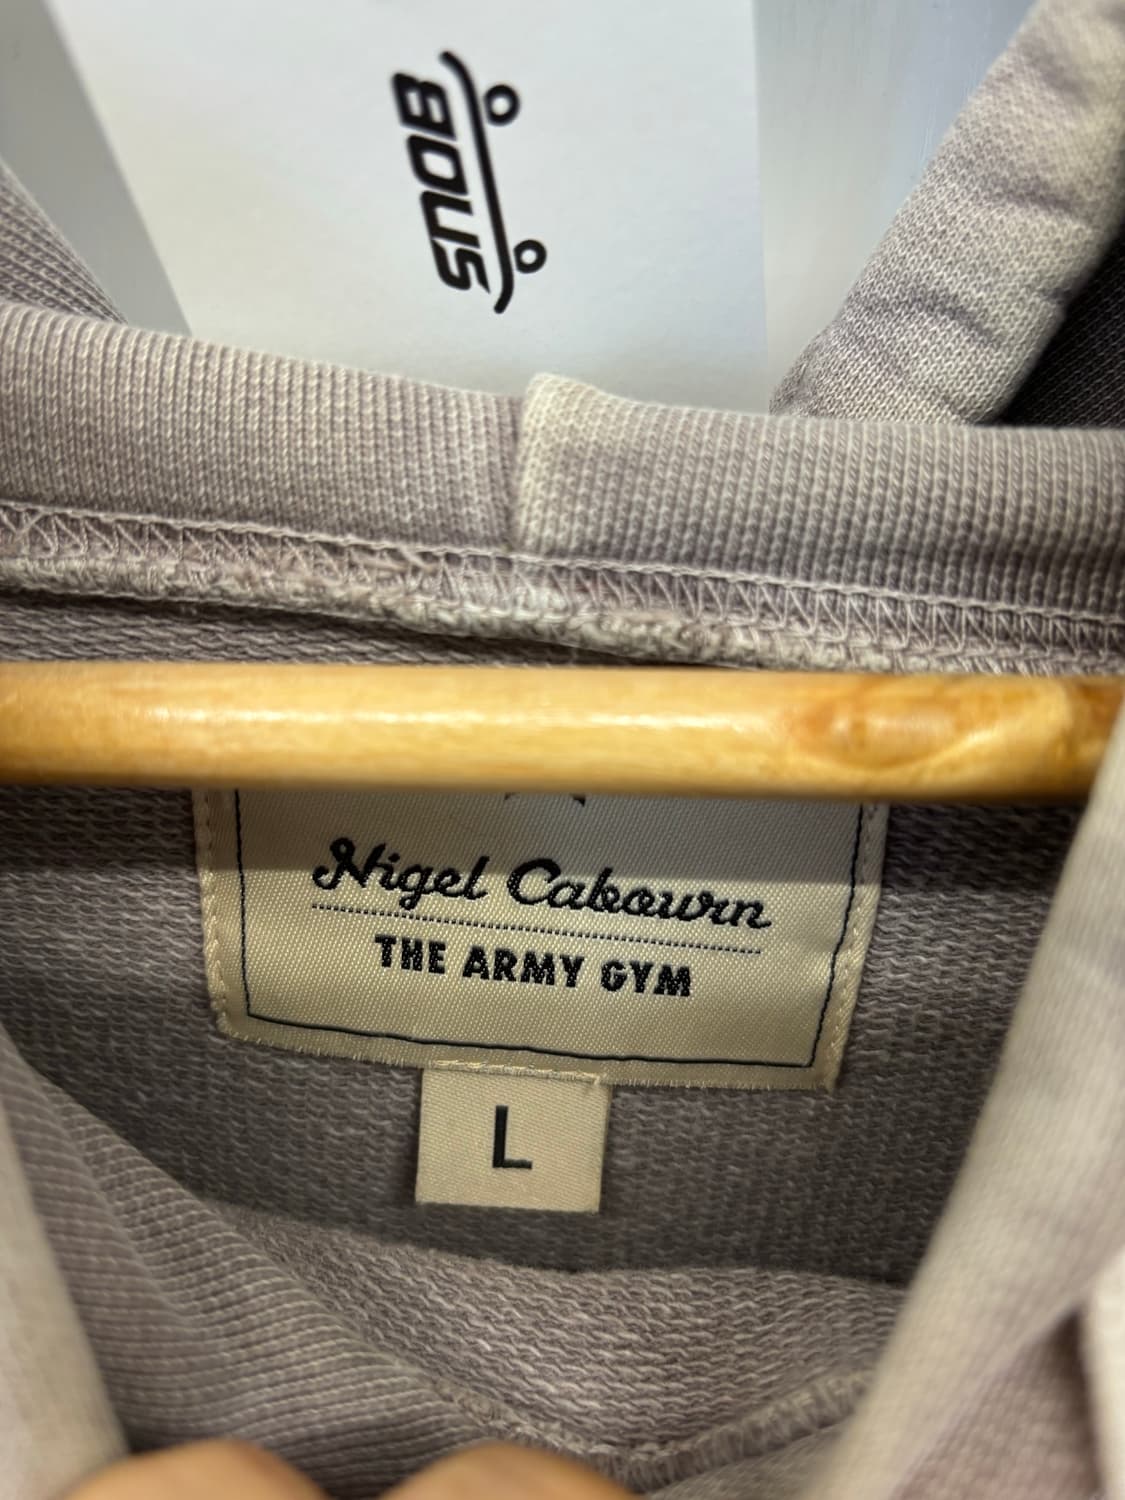 SNOB
Nigel Cabourn
THE ARMY GYM
L